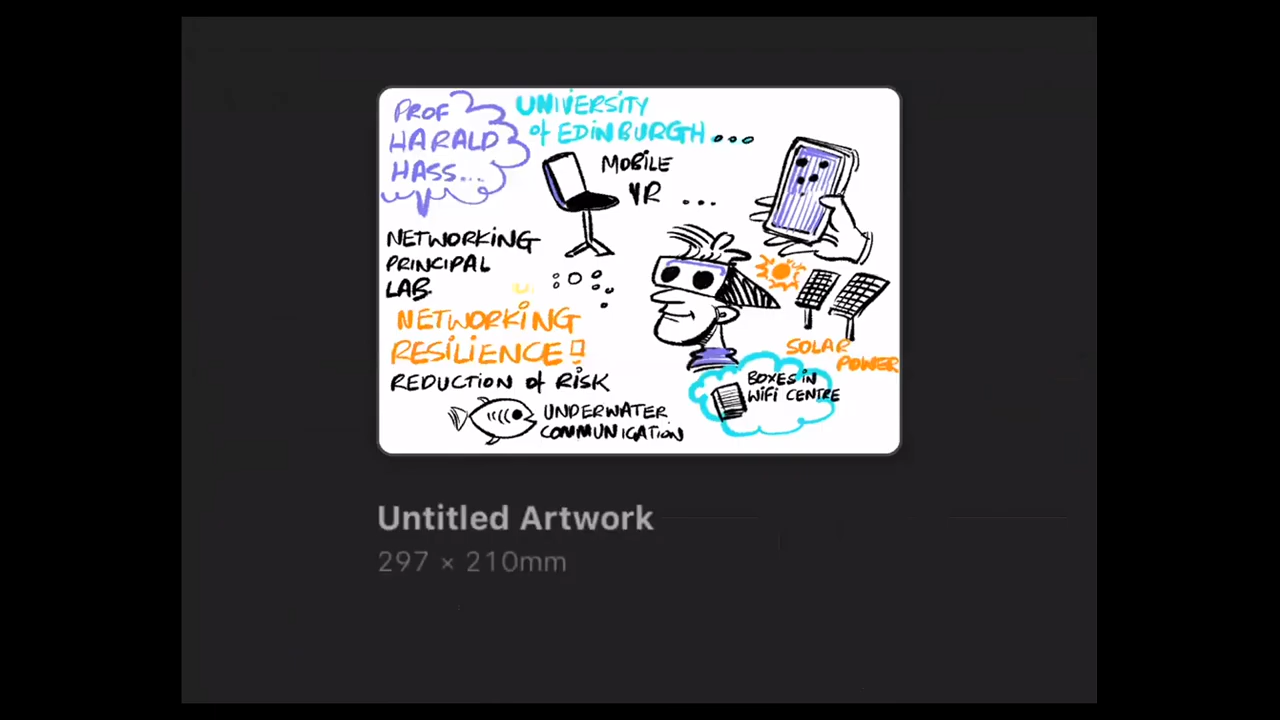 PROF
HARALD
HASS...
UNIVERSITY
of EDINBURGH...
MOBILE
VR ...
NETWORKING
PRINCIPAL
LAB.
NETWORKING
RESILIENCE!
REDUCTION of RISK
UNDERWATER
COMMUNICATION
SOLAR
POWER
BOXES IN
WIFI CENTRE
Untitled Artwork
297 × 210mm